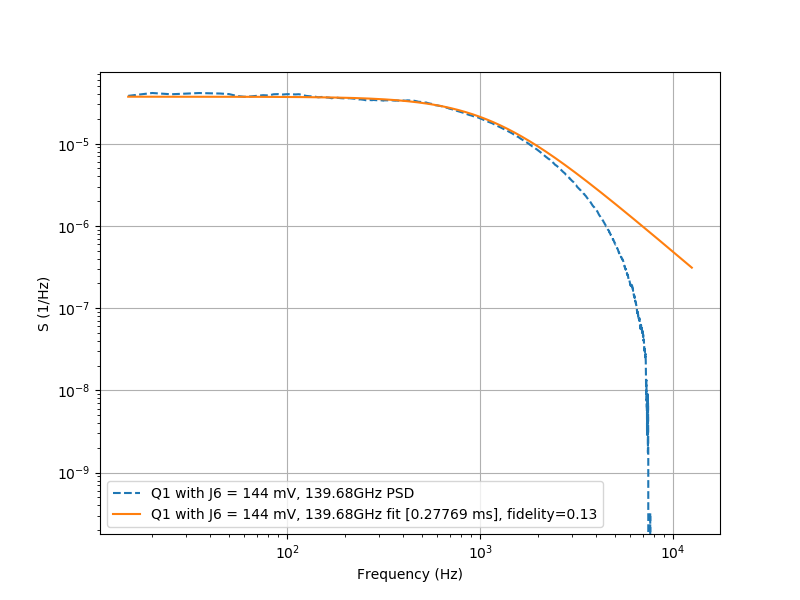 10⁻⁵
10⁻⁶
10⁻⁷
10⁻⁸
10⁻⁹
S (1/Hz)
Q1 with J6 = 144 mV, 139.68GHz PSD
Q1 with J6 = 144 mV, 139.68GHz fit [0.27769 ms], fidelity=0.13
10² 10³ 10⁴
Frequency (Hz)